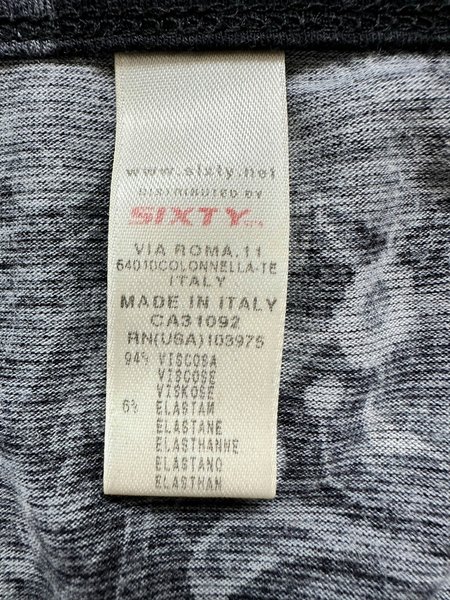 www.sixty.net
DISTRIBUTED BY
SIXTY
VIA ROMA, 11
64010COLONNELLA-TE
ITALY
MADE IN ITALY
CA31092
RN(USA)103975
94% VISCOSA
VISCOSE
VISKOSE
6% ELASTAM
ELASTANE
ELASTHANNE
ELASTANO
ELASTHAN